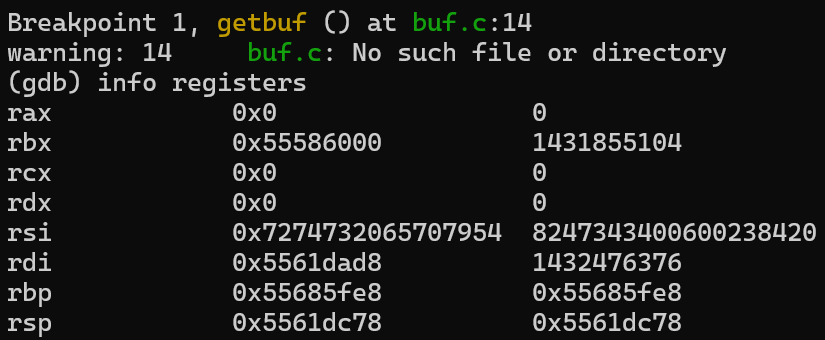 Breakpoint 1, getbuf () at buf.c:14
warning: 14     buf.c: No such file or directory
(gdb) info registers
rax            0x0                 0
rbx            0x55586000          1431855104
rcx            0x0                 0
rdx            0x0                 0
rsi            0x7274732065707954  8247343400600238420
rdi            0x5561dad8          1432476376
rbp            0x55685fe8          0x55685fe8
rsp            0x5561dc78          0x5561dc78